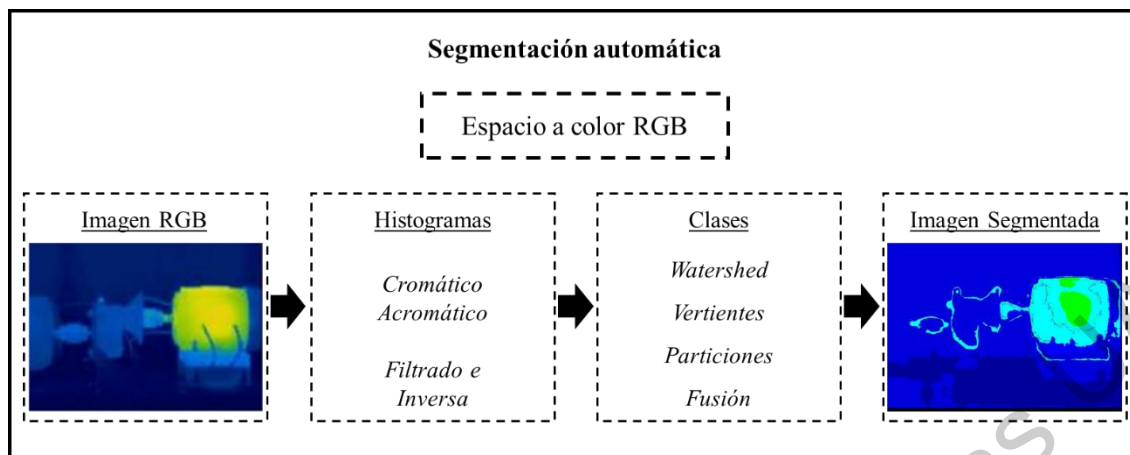 Segmentación automática
Espacio a color RGB
Imagen RGB
Histogramas
Cromático
Acromático
Filtrado e
Inversa
Clases
Watershed
Vertientes
Particiones
Fusión
Imagen Segmentada